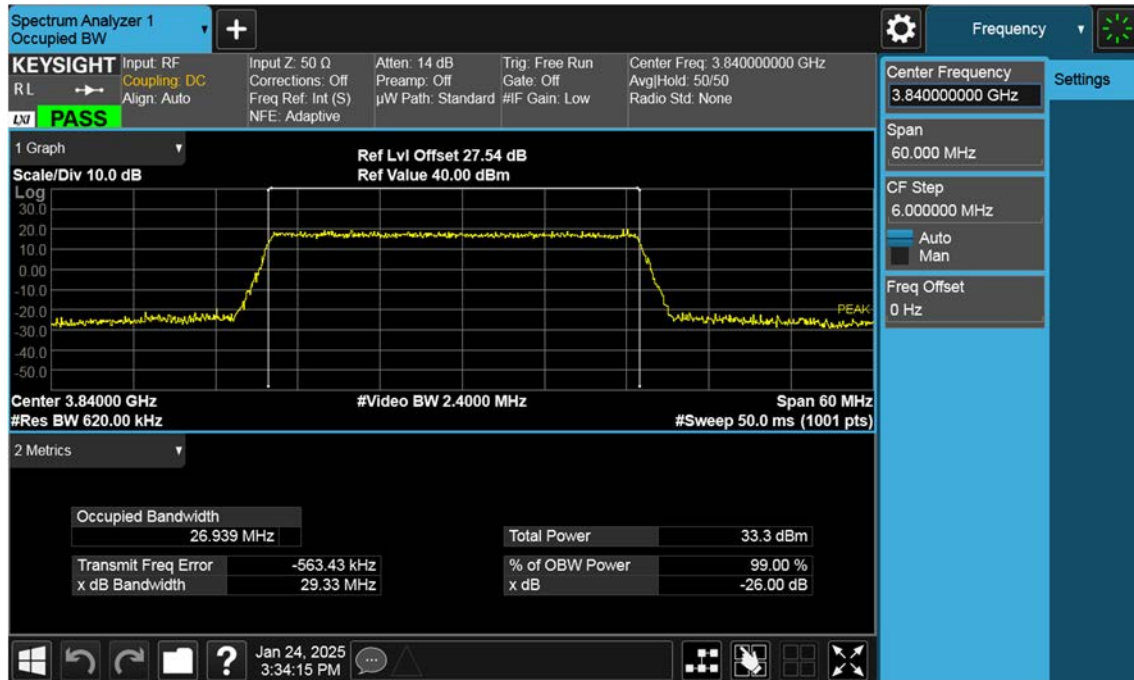 Spectrum Analyzer 1
Occupied BW
Frequency
KEYSIGHT
R L
LXI
PASS
Input: RF
Coupling: DC
Align: Auto
Input Z: 50 Ω
Corrections: Off
Freq Ref: Int (S)
NFE: Adaptive
Atten: 14 dB
Preamp: Off
µW Path: Standard
Trig: Free Run
Gate: Off
#IF Gain: Low
Center Freq: 3.840000000 GHz
Avg|Hold: 50/50
Radio Std: None
Center Frequency
3.840000000 GHz
Settings
Span
60.000 MHz
CF Step
6.000000 MHz
Auto
Man
Freq Offset
0 Hz
1 Graph
Scale/Div 10.0 dB
Ref Lvl Offset 27.54 dB
Ref Value 40.00 dBm
Log
30.0
20.0
10.0
0.00
-10.0
-20.0
-30.0
-40.0
-50.0
PEAK
Center 3.84000 GHz
#Video BW 2.4000 MHz
Span 60 MHz
#Res BW 620.00 kHz
#Sweep 50.0 ms (1001 pts)
2 Metrics
Occupied Bandwidth
26.939 MHz
Total Power 33.3 dBm
Transmit Freq Error -563.43 kHz
% of OBW Power 99.00 %
x dB Bandwidth 29.33 MHz
x dB -26.00 dB
?
Jan 24, 2025
3:34:15 PM